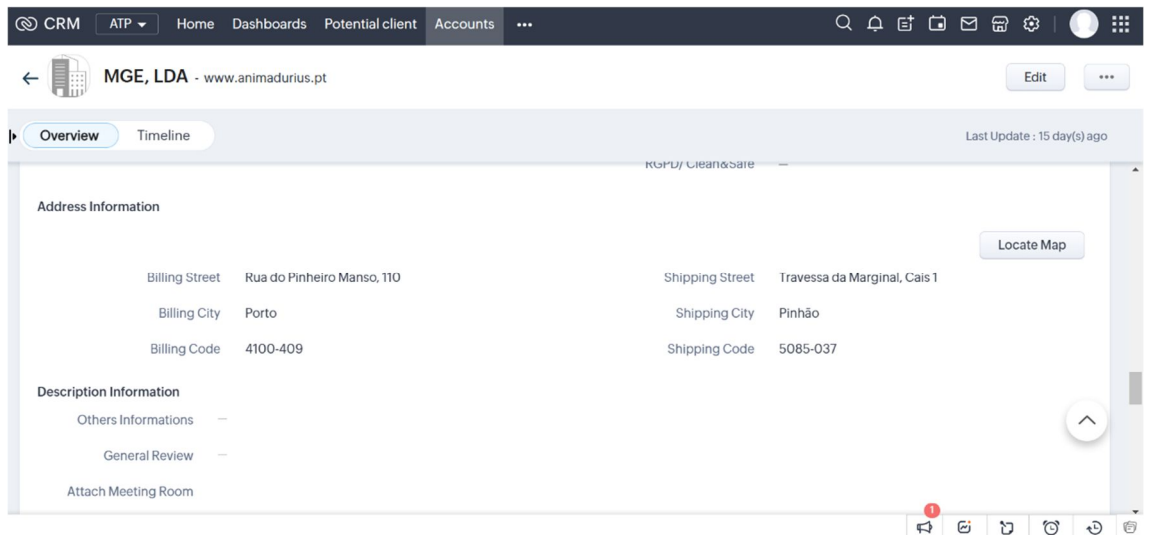 CRM ATP Home Dashboards Potential client Accounts •••
MGE, LDA - www.animadurius.pt Edit •••
Overview Timeline Last Update : 15 day(s) ago
RGPD/ Clean&Safe —
Address Information
Locate Map
Billing Street Rua do Pinheiro Manso, 110 Shipping Street Travessa da Marginal, Cais 1
Billing City Porto Shipping City Pinhão
Billing Code 4100-409 Shipping Code 5085-037
Description Information
Others Informations —
General Review —
Attach Meeting Room
1